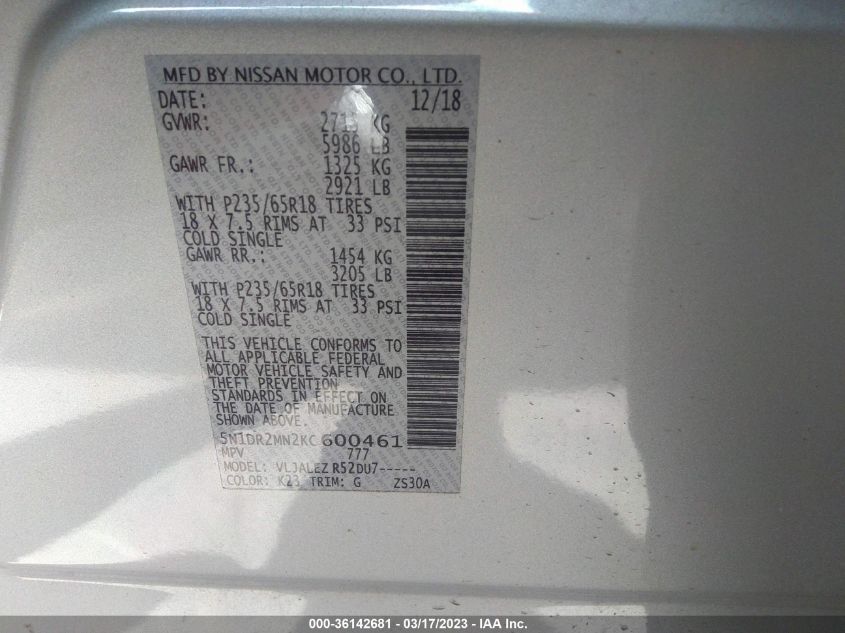 MFD BY NISSAN MOTOR CO., LTD.
DATE: 12/18
GVWR: KG
5986 LB
GAWR FR.: 1325 KG
2921 LB
WITH P235/65R18 TIRES
18 X 7.5 RIMS AT 33 PSI
COLD SINGLE
GAWR RR.: 1454 KG
3205 LB
WITH P235/65R18 TIRES
18 X 7.5 RIMS AT 33 PSI
COLD SINGLE
THIS VEHICLE CONFORMS TO
ALL APPLICABLE FEDERAL
MOTOR VEHICLE SAFETY AND
THEFT PREVENTION
STANDARDS IN EFFECT ON
THE DATE OF MANUFACTURE
SHOWN ABOVE.
5N1DR2MN2KC600461
MPV 777
MODEL: VLJALEZ R52DU7-----
COLOR: K23 TRIM: G ZS30A
000-36142681 - 03/17/2023 - IAA Inc.